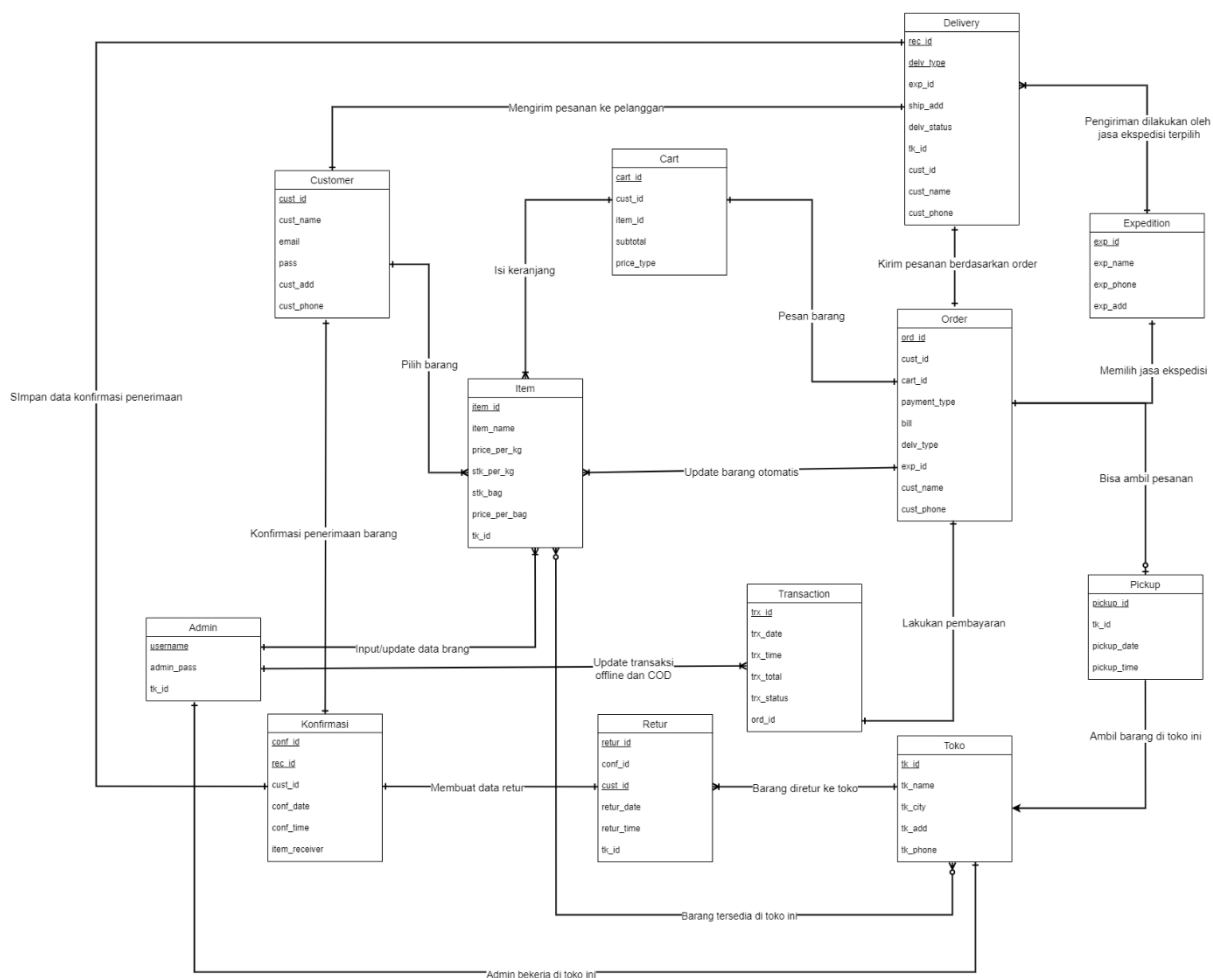 Delivery
rec_id
delv_type
exp_id
ship_add
delv_status
tk_id
cust_id
cust_name
cust_phone
Mengirim pesanan ke pelanggan
Pengiriman dilakukan oleh
jasa ekspedisi terpilih
Cart
cart_id
cust_id
item_id
subtotal
price_type
Customer
cust_id
cust_name
email
pass
cust_add
cust_phone
Expedition
exp_id
exp_name
exp_phone
exp_add
Isi keranjang
Kirim pesanan berdasarkan order
Pesan barang
Order
ord_id
cust_id
cart_id
payment_type
bill
delv_type
exp_id
cust_name
cust_phone
Pilih barang
Memilih jasa ekspedisi
SImpan data konfirmasi penerimaan
Item
item_id
item_name
price_per_kg
stk_per_kg
stk_bag
price_per_bag
tk_id
Update barang otomatis
Bisa ambil pesanan
Konfirmasi penerimaan barang
Pickup
pickup_id
tk_id
pickup_date
pickup_time
Transaction
trx_id
trx_date
trx_time
trx_total
trx_status
ord_id
Lakukan pembayaran
Admin
username
admin_pass
tk_id
Input/update data brang
Update transaksi
offline dan COD
Konfirmasi
conf_id
rec_id
cust_id
conf_date
conf_time
item_receiver
Retur
retur_id
conf_id
cust_id
retur_date
retur_time
tk_id
Toko
tk_id
tk_name
tk_city
tk_add
tk_phone
Ambil barang di toko ini
Membuat data retur
Barang diretur ke toko
Barang tersedia di toko ini
Admin bekerja di toko ini